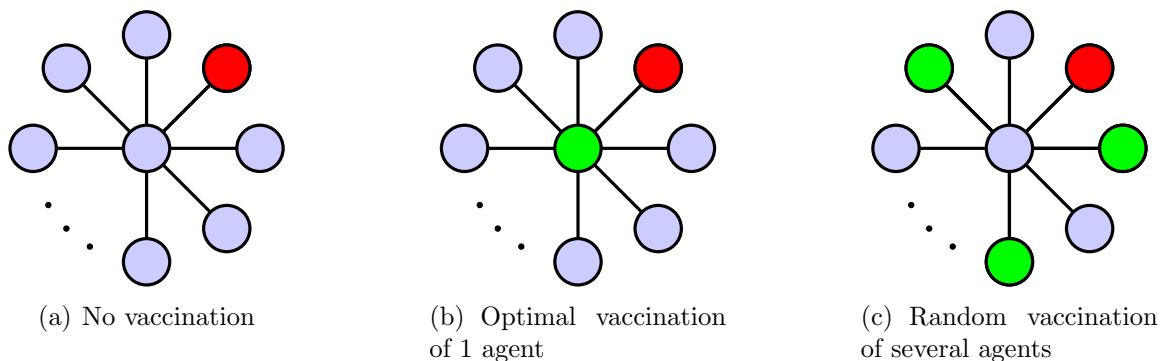 (a) No vaccination
(b) Optimal vaccination
of 1 agent
(c) Random vaccination
of several agents